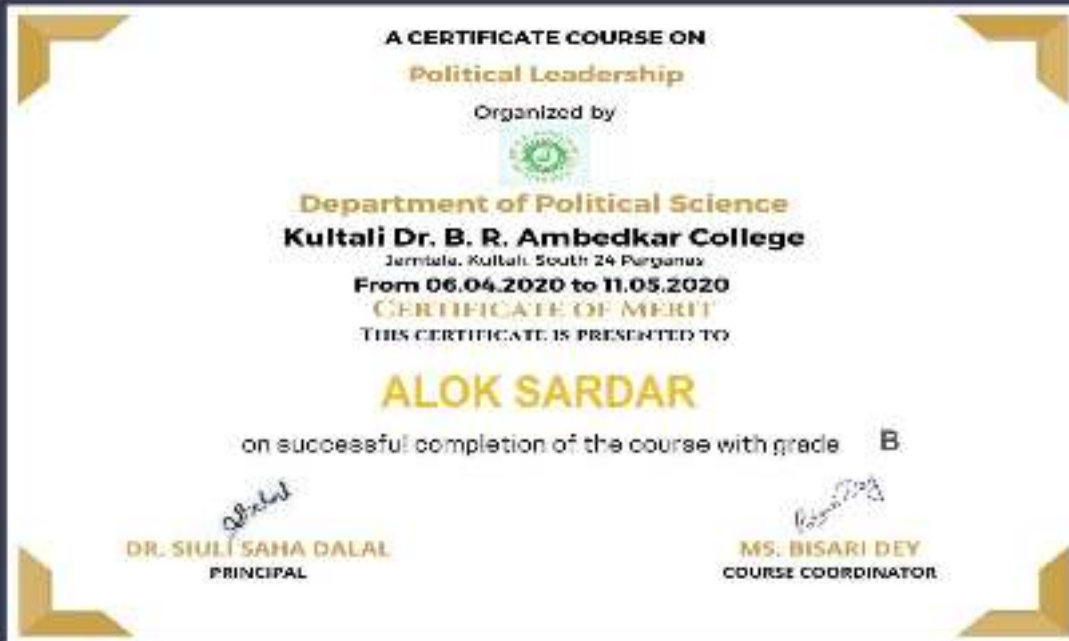 A CERTIFICATE COURSE ON
Political Leadership
Organized by
Department of Political Science
Kultali Dr. B. R. Ambedkar College
Jamtala, Kultali, South 24 Parganas
From 06.04.2020 to 11.05.2020
CERTIFICATE OF MERIT
THIS CERTIFICATE IS PRESENTED TO
ALOK SARDAR
on successful completion of the course with grade B
DR. SIULI SAHA DALAL
PRINCIPAL
MS. BISARI DEY
COURSE COORDINATOR